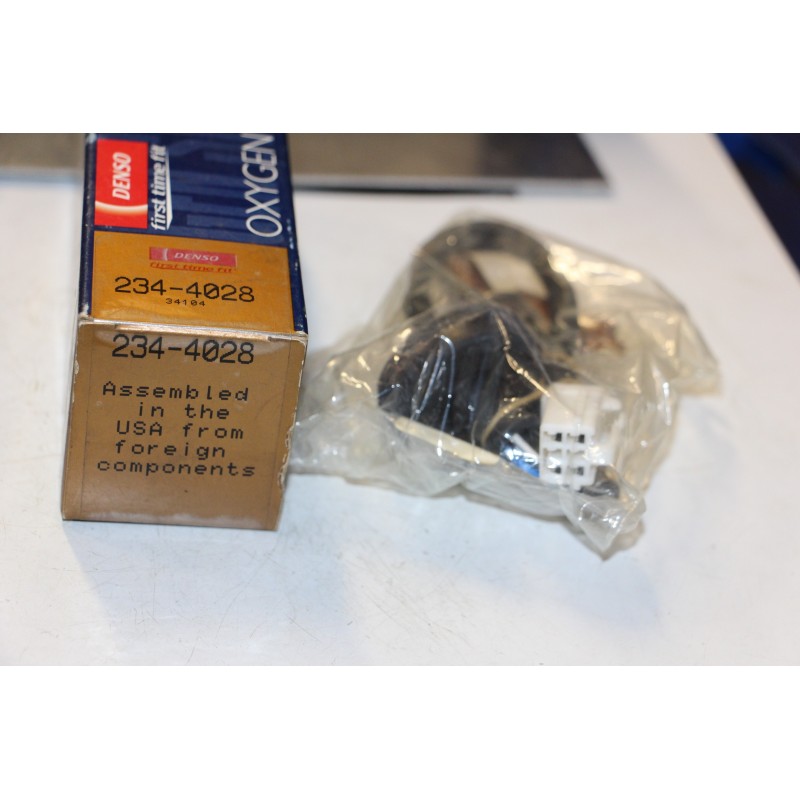 DENSO
first time fit
OXYGEN
DENSO
first time fit
234-4028
34104
234-4028
Assembled
in the
USA from
foreign
components